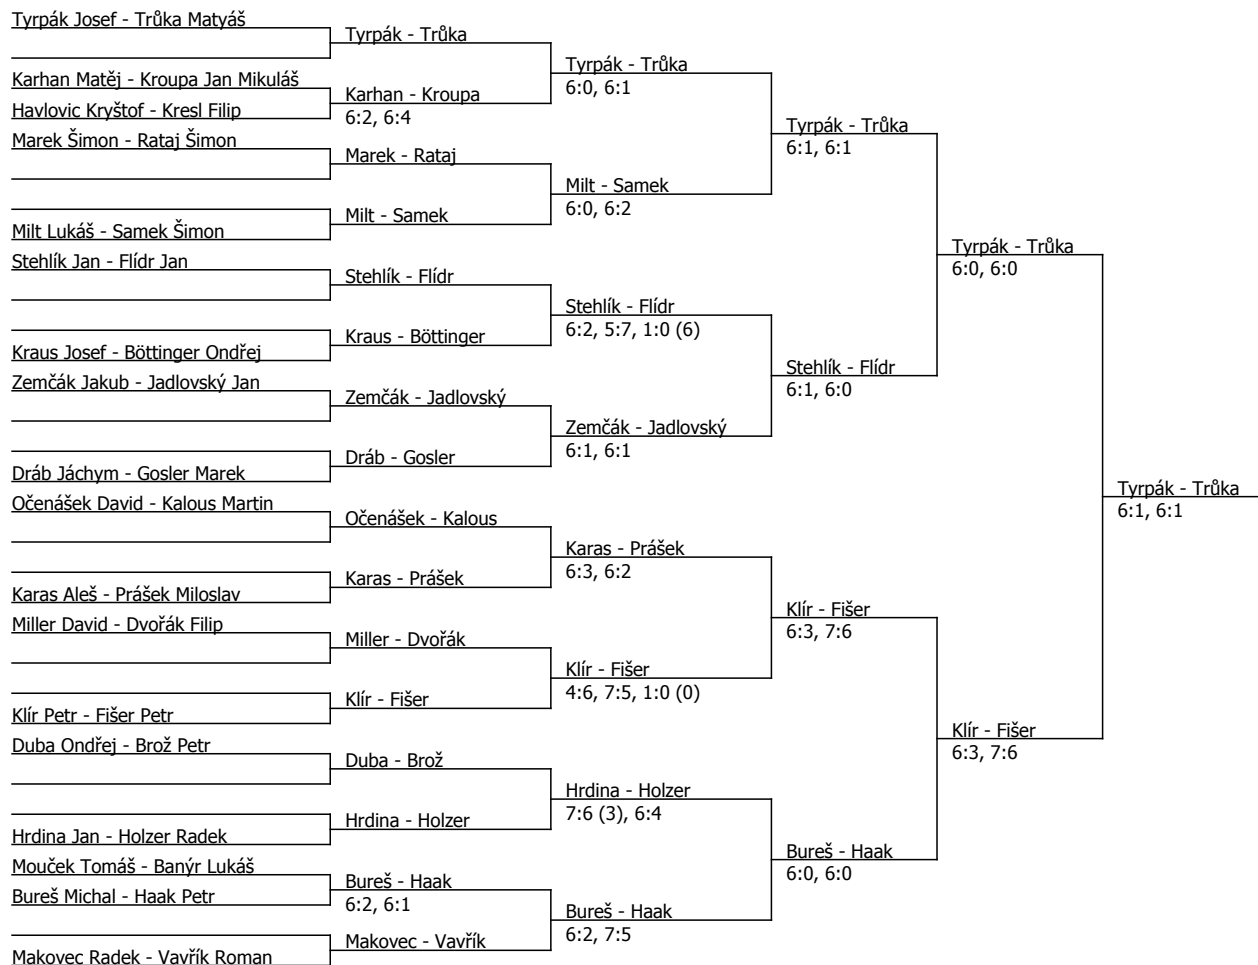 Tyrpák Josef - Trůka Matyáš
Karhan Matěj - Kroupa Jan Mikuláš
Havlovic Kryštof - Kresl Filip
Marek Šimon - Rataj Šimon
Milt Lukáš - Samek Šimon
Stehlík Jan - Flídr Jan
Kraus Josef - Böttinger Ondřej
Zemčák Jakub - Jadlovský Jan
Dráb Jáchym - Gosler Marek
Očenášek David - Kalous Martin
Karas Aleš - Prášek Miloslav
Miller David - Dvořák Filip
Klír Petr - Fišer Petr
Duba Ondřej - Brož Petr
Hrdina Jan - Holzer Radek
Mouček Tomáš - Banýr Lukáš
Bureš Michal - Haak Petr
Makovec Radek - Vavřík Roman
Tyrpák - Trůka
Karhan - Kroupa
6:2, 6:4
Marek - Rataj
Milt - Samek
Stehlík - Flídr
Kraus - Böttinger
Zemčák - Jadlovský
Dráb - Gosler
Očenášek - Kalous
Karas - Prášek
Miller - Dvořák
Klír - Fišer
Duba - Brož
Hrdina - Holzer
Bureš - Haak
6:2, 6:1
Makovec - Vavřík
Tyrpák - Trůka
6:0, 6:1
Milt - Samek
6:0, 6:2
Stehlík - Flídr
6:2, 5:7, 1:0 (6)
Zemčák - Jadlovský
6:1, 6:1
Karas - Prášek
6:3, 6:2
Klír - Fišer
4:6, 7:5, 1:0 (0)
Hrdina - Holzer
7:6 (3), 6:4
Bureš - Haak
6:2, 7:5
Tyrpák - Trůka
6:1, 6:1
Stehlík - Flídr
6:1, 6:0
Klír - Fišer
6:3, 7:6
Bureš - Haak
6:0, 6:0
Tyrpák - Trůka
6:0, 6:0
Klír - Fišer
6:3, 7:6
Tyrpák - Trůka
6:1, 6:1